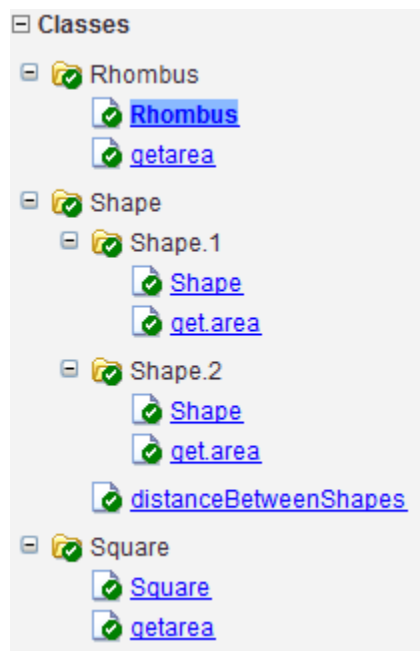 Classes
Rhombus
Rhombus
getarea
Shape
Shape.1
Shape
get.area
Shape.2
Shape
get.area
distanceBetweenShapes
Square
Square
getarea